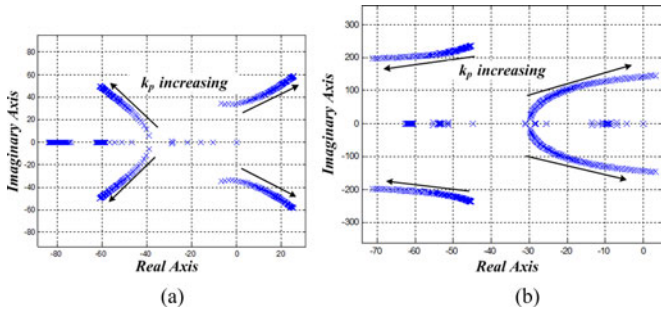 80
60
40
20
0
-20
-40
-60
-80
-80 -60 -40 -20 0 20
Imaginary Axis
Real Axis
k_p increasing
(a)
300
200
100
0
-100
-200
-300
-70 -60 -50 -40 -30 -20 -10 0
Imaginary Axis
Real Axis
k_p increasing
(b)